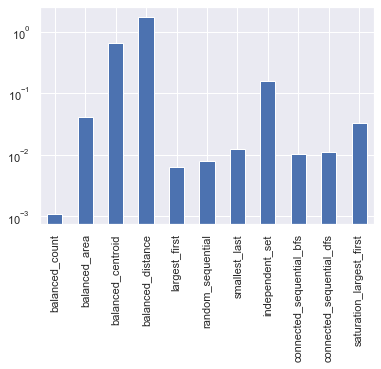 10⁰
10⁻¹
10⁻²
10⁻³
balanced_count
balanced_area
balanced_centroid
balanced_distance
largest_first
random_sequential
smallest_last
independent_set
connected_sequential_bfs
connected_sequential_dfs
saturation_largest_first